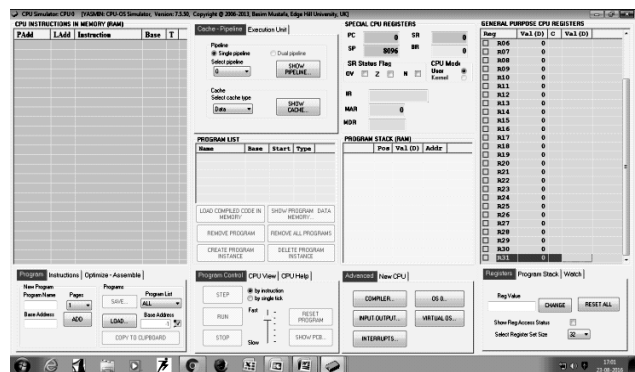 CPU Simulator: CPU0 [YASMIN: CPU-OS Simulator, Version: 7.5.50, Copyright @ 2006-2013, Besim Mustafa, Edge Hill University, UK]
CPU INSTRUCTIONS IN MEMORY (RAM)
PAdd LAdd Instruction Base T
Cache - Pipeline Execution Unit
Pipeline
Single pipeline Dual pipeline
Select pipeline
0 SHOW PIPELINE...
Cache
Select cache type
Data SHOW CACHE...
SPECIAL CPU REGISTERS
PC 0 SR 0
SP 8096 BR 0
SR Status Flag CPU Mode
OV Z N User
Kernel
IR
MAR 0
MDR
GENERAL PURPOSE CPU REGISTERS
Reg Val(D) C Val(D)
R06 0
R07 0
R08 0
R09 0
R10 0
R11 0
R12 0
R13 0
R14 0
R15 0
R16 0
R17 0
R18 0
R19 0
R20 0
R21 0
R22 0
R23 0
R24 0
R25 0
R26 0
R27 0
R28 0
R29 0
R30 0
R31 0
PROGRAM LIST
Name Base Start Type
LOAD COMPILED CODE IN MEMORY SHOW PROGRAM DATA MEMORY...
REMOVE PROGRAM REMOVE ALL PROGRAMS
CREATE PROGRAM INSTANCE DELETE PROGRAM INSTANCE
PROGRAM STACK (RAM)
Pos Val(D) Addr
Program Instructions Optimize - Assemble
New Program
Program Name Pages
1
Base Address
ADD
Programs
SAVE...
LOAD...
Program List
ALL
Base Address
COPY TO CLIPBOARD
Program Control CPU View CPU Help
STEP by instruction
by single tick
RUN Fast RESET PROGRAM
STOP Slow SHOW PCB...
Advanced New CPU
COMPILER... OS 0...
INPUT OUTPUT... VIRTUAL OS...
INTERRUPTS...
Registers Program Stack Watch
Reg Value
CHANGE RESET ALL
Show Reg Access Status
Select Register Set Size 32
17:01
23-08-2018